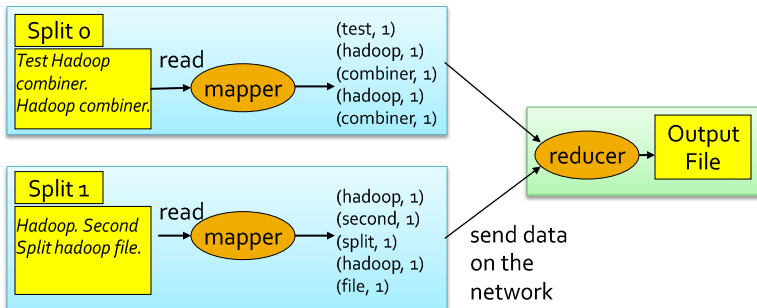 Split 0
Test Hadoop
combiner.
Hadoop combiner.
read
mapper
(test, 1)
(hadoop, 1)
(combiner, 1)
(hadoop, 1)
(combiner, 1)
Split 1
Hadoop. Second
Split hadoop file.
read
mapper
(hadoop, 1)
(second, 1)
(split, 1)
(hadoop, 1)
(file, 1)
send data
on the
network
reducer
Output
File